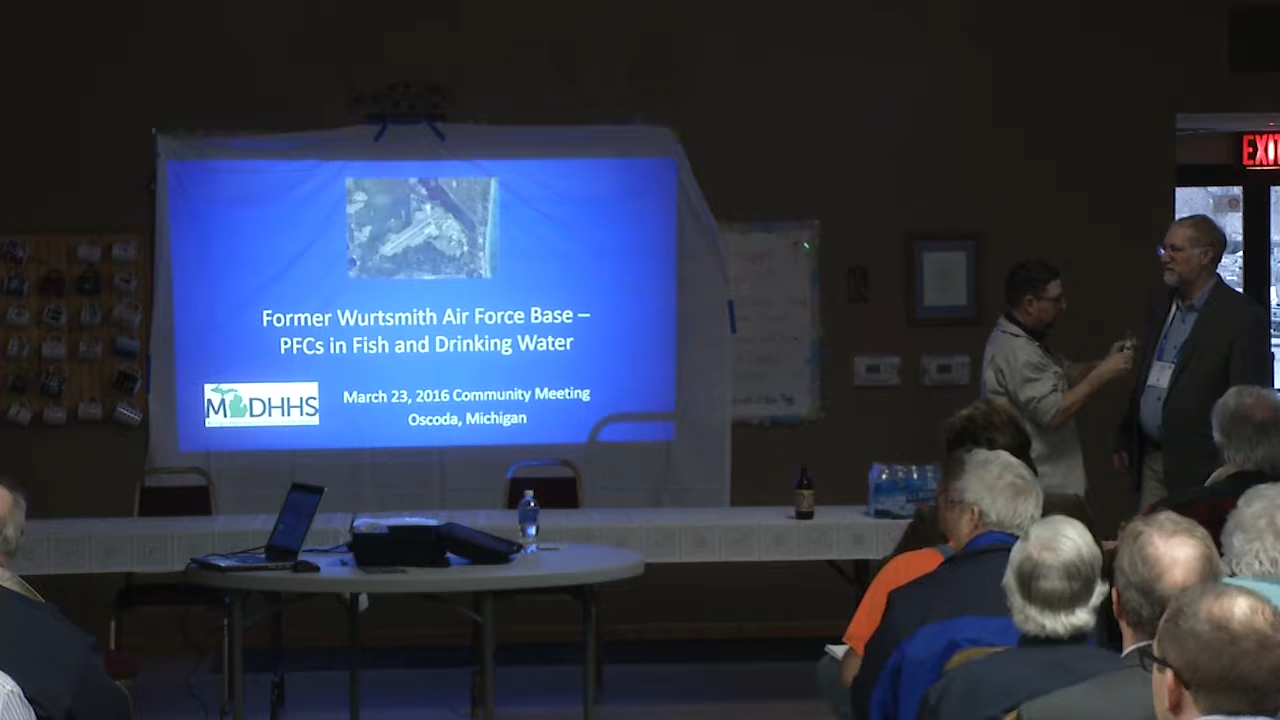 Former Wurtsmith Air Force Base –
PFCs in Fish and Drinking Water
MDHHS
March 23, 2016 Community Meeting
Oscoda, Michigan
EXIT